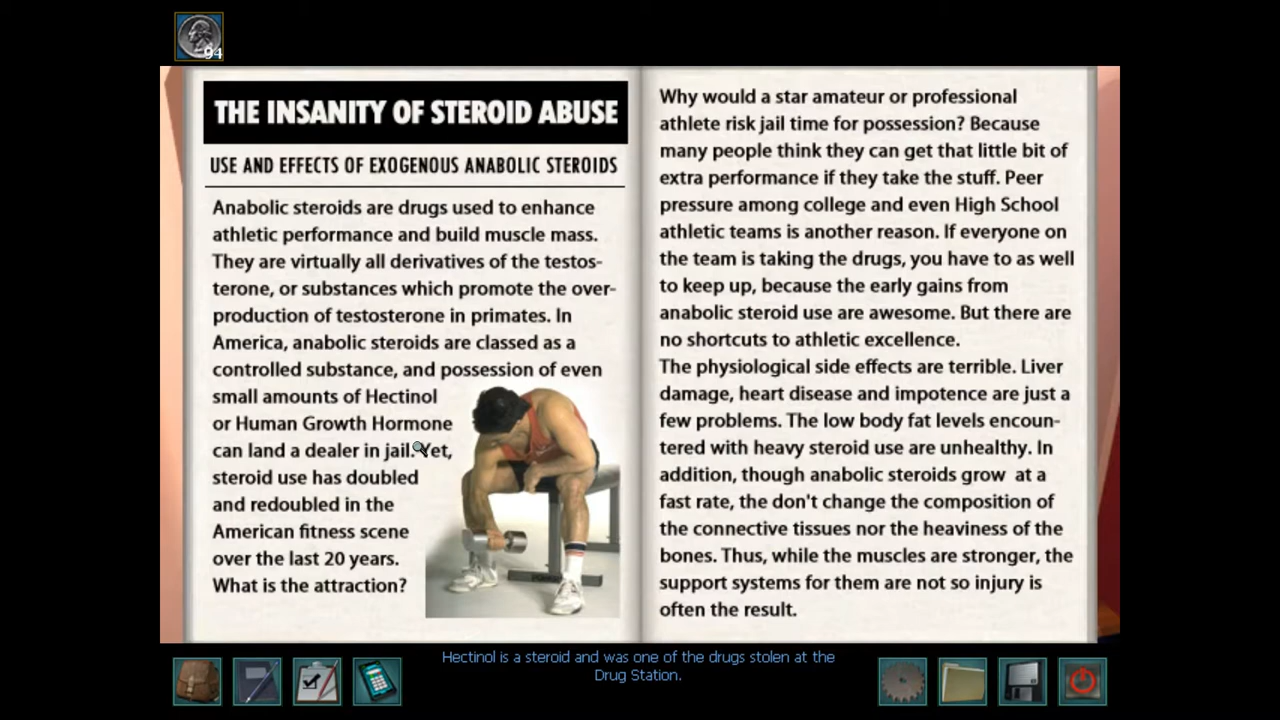 94
THE INSANITY OF STEROID ABUSE
USE AND EFFECTS OF EXOGENOUS ANABOLIC STEROIDS
Anabolic steroids are drugs used to enhance
athletic performance and build muscle mass.
They are virtually all derivatives of the testos-
terone, or substances which promote the over-
production of testosterone in primates. In
America, anabolic steroids are classed as a
controlled substance, and possession of even
small amounts of Hectinol
or Human Growth Hormone
can land a dealer in jail. Yet,
steroid use has doubled
and redoubled in the
American fitness scene
over the last 20 years.
What is the attraction?
Why would a star amateur or professional
athlete risk jail time for possession? Because
many people think they can get that little bit of
extra performance if they take the stuff. Peer
pressure among college and even High School
athletic teams is another reason. If everyone on
the team is taking the drugs, you have to as well
to keep up, because the early gains from
anabolic steroid use are awesome. But there are
no shortcuts to athletic excellence.
The physiological side effects are terrible. Liver
damage, heart disease and impotence are just a
few problems. The low body fat levels encoun-
tered with heavy steroid use are unhealthy. In
addition, though anabolic steroids grow  at a
fast rate, the don't change the composition of
the connective tissues nor the heaviness of the
bones. Thus, while the muscles are stronger, the
support systems for them are not so injury is
often the result.
Hectinol is a steroid and was one of the drugs stolen at the
Drug Station.